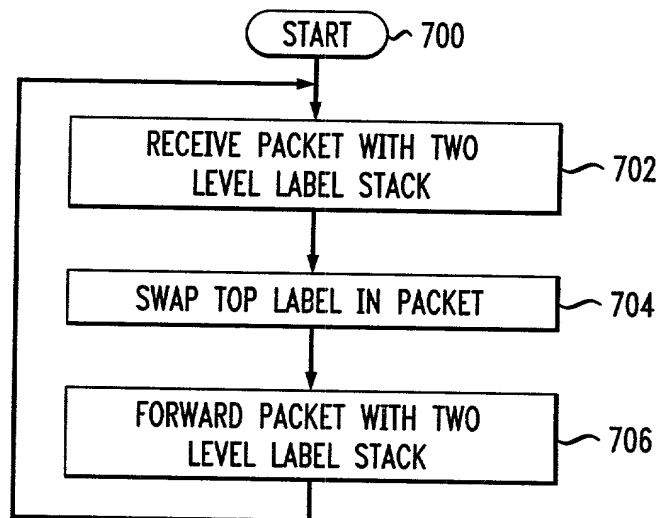 START 700
RECEIVE PACKET WITH TWO
LEVEL LABEL STACK
702
SWAP TOP LABEL IN PACKET 704
FORWARD PACKET WITH TWO
LEVEL LABEL STACK
706